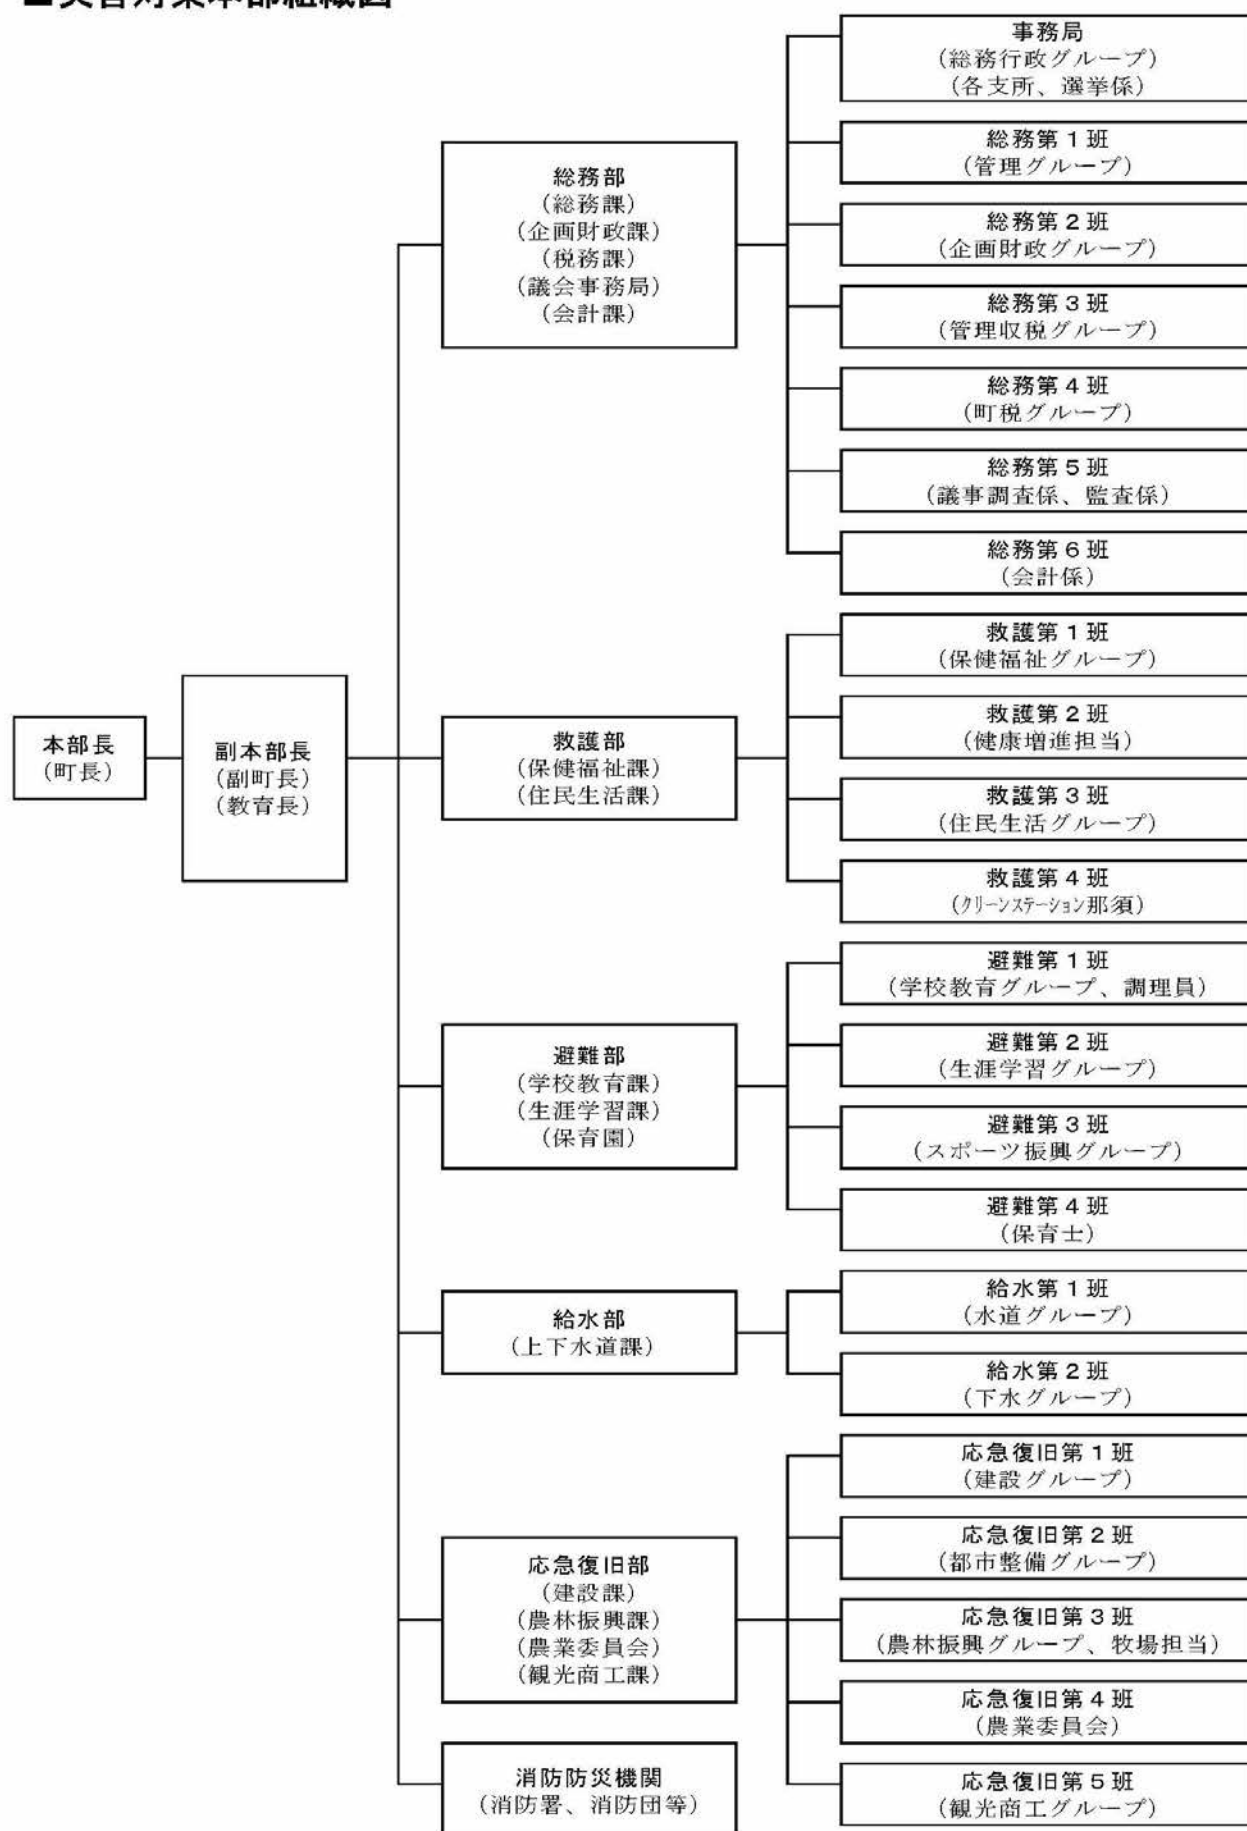 ■災害対策本部組織図
本部長
(町長)
副本部長
(副町長)
(教育長)
総務部
(総務課)
(企画財政課)
(税務課)
(議会事務局)
(会計課)
事務局
(総務行政グループ)
(各支所、選挙係)
総務第1班
(管理グループ)
総務第2班
(企画財政グループ)
総務第3班
(管理収税グループ)
総務第4班
(町税グループ)
総務第5班
(議事調査係、監査係)
総務第6班
(会計係)
救護部
(保健福祉課)
(住民生活課)
救護第1班
(保健福祉グループ)
救護第2班
(健康増進担当)
救護第3班
(住民生活グループ)
救護第4班
(クリーンステーション那須)
避難部
(学校教育課)
(生涯学習課)
(保育園)
避難第1班
(学校教育グループ、調理員)
避難第2班
(生涯学習グループ)
避難第3班
(スポーツ振興グループ)
避難第4班
(保育士)
給水部
(上下水道課)
給水第1班
(水道グループ)
給水第2班
(下水グループ)
応急復旧部
(建設課)
(農林振興課)
(農業委員会)
(観光商工課)
応急復旧第1班
(建設グループ)
応急復旧第2班
(都市整備グループ)
応急復旧第3班
(農林振興グループ、牧場担当)
応急復旧第4班
(農業委員会)
応急復旧第5班
(観光商工グループ)
消防防災機関
(消防署、消防団等)